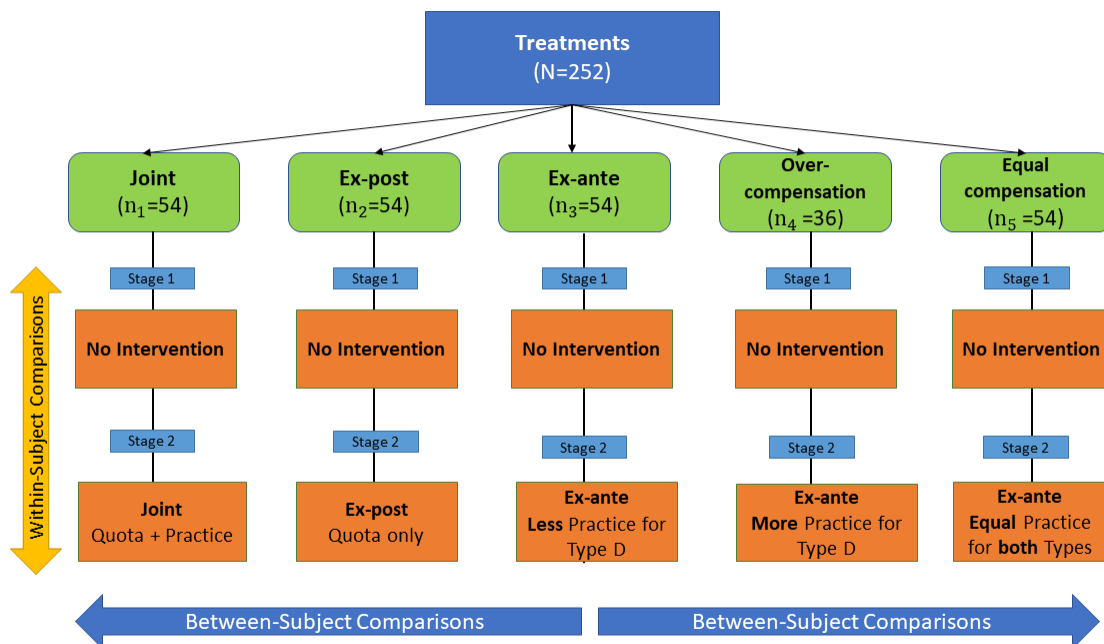 Treatments
(N=252)
Joint
(n₁=54)
Ex-post
(n₂=54)
Ex-ante
(n₃=54)
Over-
compensation
(n₄ =36)
Equal
compensation
(n₅ =54)
Stage 1
Stage 1
Stage 1
Stage 1
Stage 1
No Intervention
No Intervention
No Intervention
No Intervention
No Intervention
Stage 2
Stage 2
Stage 2
Stage 2
Stage 2
Joint
Quota + Practice
Ex-post
Quota only
Ex-ante
Less Practice for
Type D
Ex-ante
More Practice for
Type D
Ex-ante
Equal Practice
for both Types
Within-Subject Comparisons
Between-Subject Comparisons
Between-Subject Comparisons